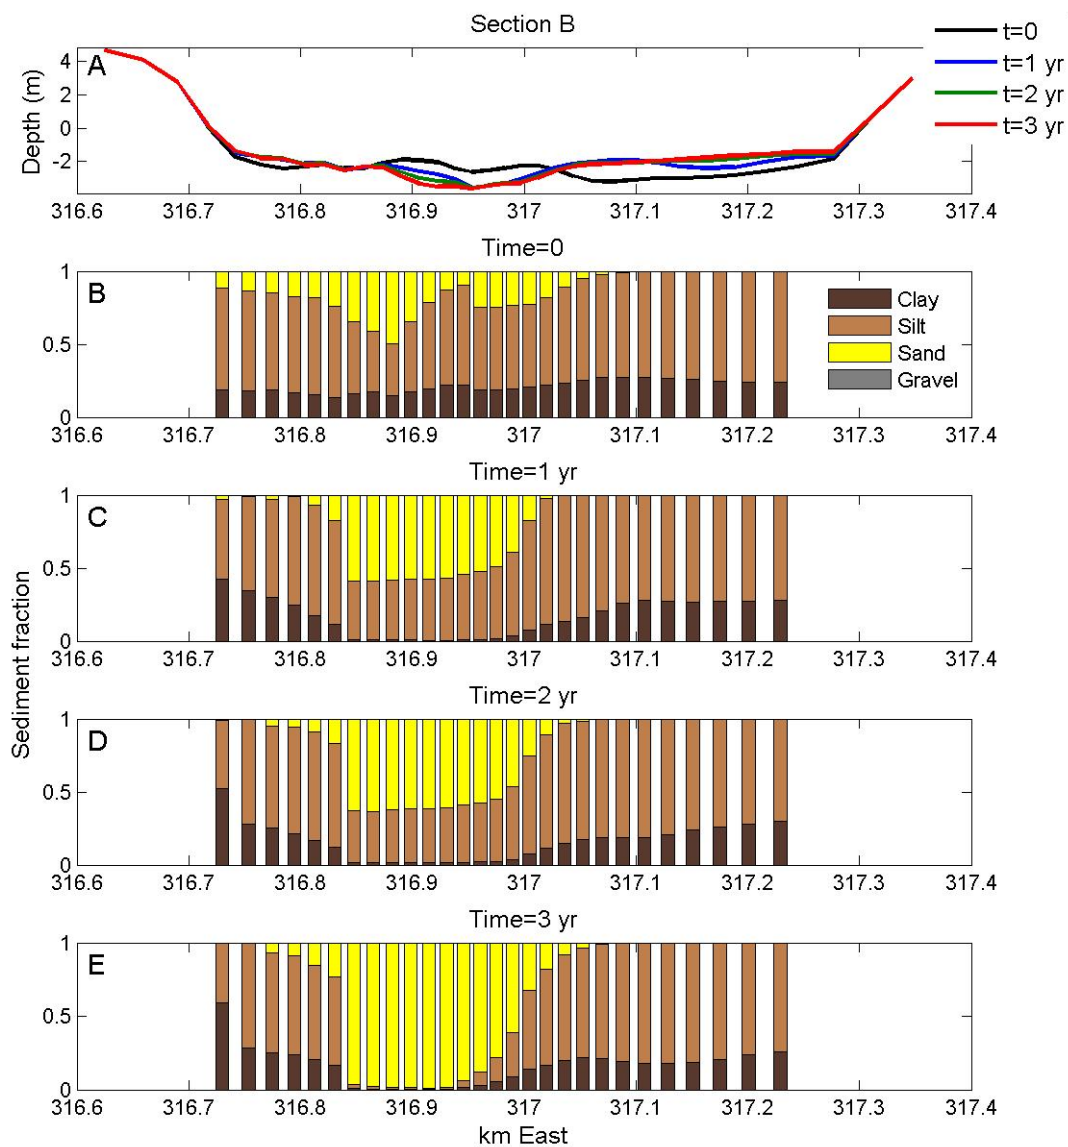 Section B
t=0
t=1 yr
t=2 yr
t=3 yr
A
Depth (m)
4
2
0
-2
316.6 316.7 316.8 316.9 317 317.1 317.2 317.3 317.4
Time=0
B
1
0.5
0
Clay
Silt
Sand
Gravel
316.6 316.7 316.8 316.9 317 317.1 317.2 317.3 317.4
Time=1 yr
C
1
0.5
0
316.6 316.7 316.8 316.9 317 317.1 317.2 317.3 317.4
Sediment fraction
Time=2 yr
D
1
0.5
0
316.6 316.7 316.8 316.9 317 317.1 317.2 317.3 317.4
Time=3 yr
E
1
0.5
0
316.6 316.7 316.8 316.9 317 317.1 317.2 317.3 317.4
km East